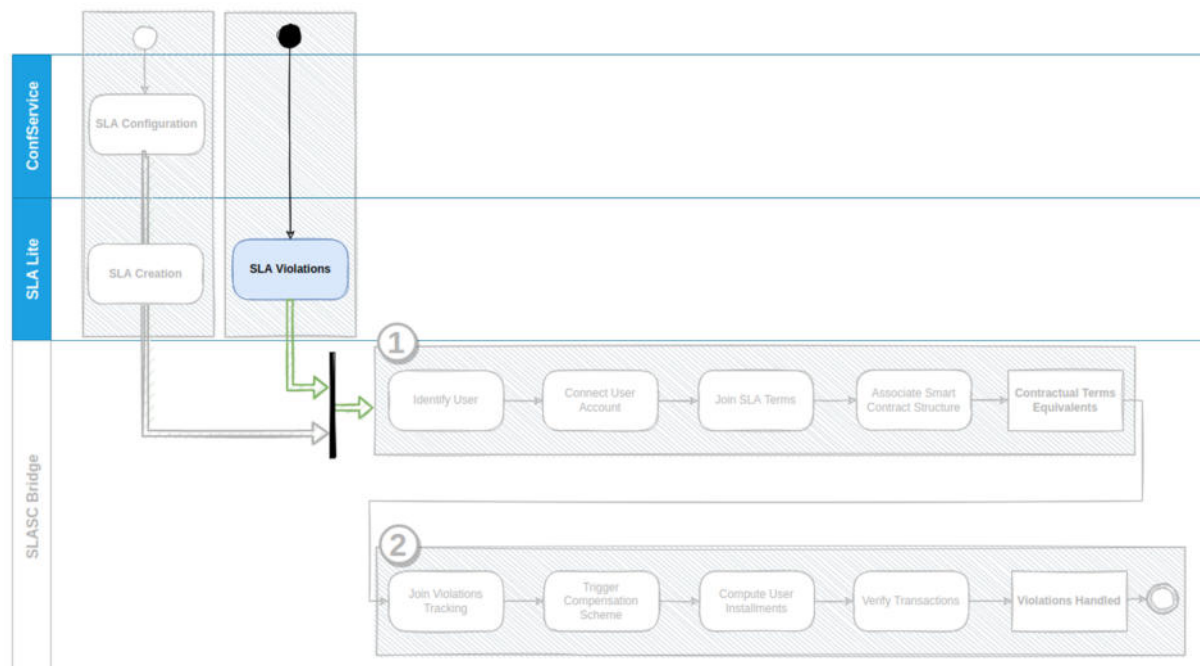 ConfService
SLA Configuration
SLA Lite
SLA Creation
SLA Violations
SLASC Bridge
1
Identify User
Connect User
Account
Join SLA Terms
Associate Smart
Contract Structure
Contractual Terms
Equivalents
2
Join Violations
Tracking
Trigger
Compensation
Scheme
Compute User
Installments
Verify Transactions
Violations Handled